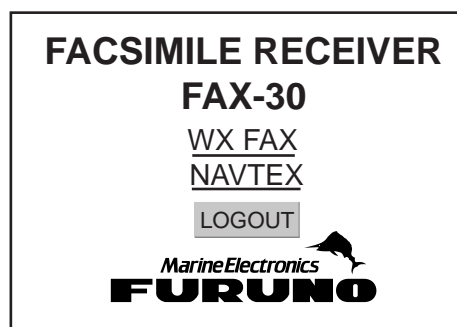 FACSIMILE RECEIVER
FAX-30
WX FAX
NAVTEX
LOGOUT
Marine Electronics
FURUNO